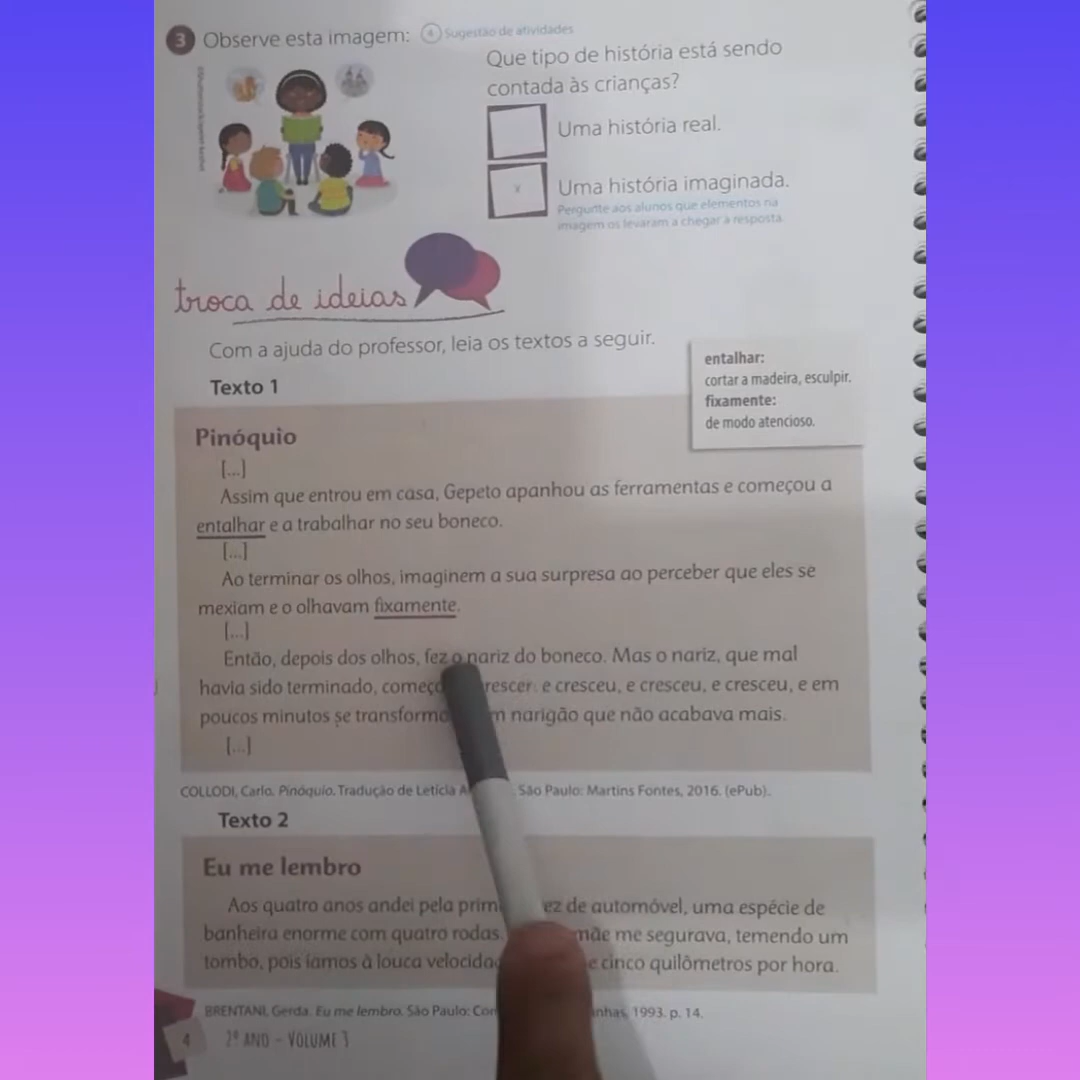 3 Observe esta imagem: 4 Sugestão de atividades
Que tipo de história está sendo
contada às crianças?
Uma história real.
x Uma história imaginada.
Pergunte aos alunos que elementos na
imagem os levaram a chegar à resposta.
troca de ideias
Com a ajuda do professor, leia os textos a seguir.
entalhar:
cortar a madeira, esculpir.
fixamente:
de modo atencioso.
Texto 1
Pinóquio
[...]
Assim que entrou em casa, Gepeto apanhou as ferramentas e começou a
entalhar e a trabalhar no seu boneco.
[...]
Ao terminar os olhos, imaginem a sua surpresa ao perceber que eles se
mexiam e o olhavam fixamente.
[...]
Então, depois dos olhos, fez o nariz do boneco. Mas o nariz, que mal
havia sido terminado, começo rescer: e cresceu, e cresceu, e cresceu, e em
poucos minutos se transformo m narigão que não acabava mais.
[...]
COLLODI, Carlo. Pinóquio. Tradução de Letícia A São Paulo: Martins Fontes, 2016. (ePub).
Texto 2
Eu me lembro
Aos quatro anos andei pela prim ez de automóvel, uma espécie de
banheira enorme com quatro rodas. mãe me segurava, temendo um
tombo, pois íamos à louca velocidad e cinco quilômetros por hora.
BRENTANI, Gerda. Eu me lembro. São Paulo: Com nhas, 1993. p. 14.
4 2º ANO – VOLUME 3